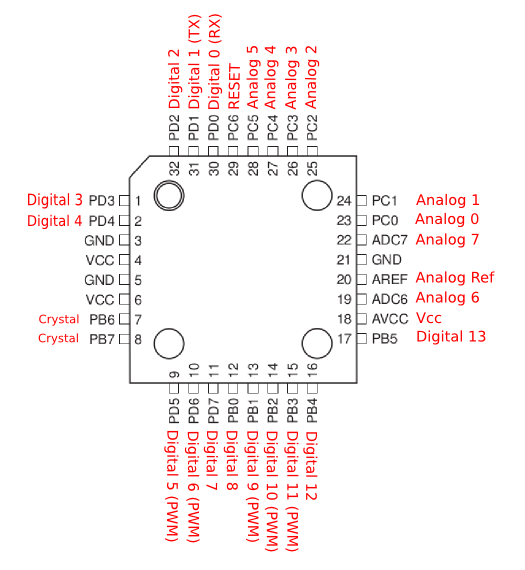 Digital 2
Digital 1 (TX)
Digital 0 (RX)
RESET
Analog 5
Analog 4
Analog 3
Analog 2
PD2
PD1
PD0
PC6
PC5
PC4
PC3
PC2
32
31
30
29
28
27
26
25
Digital 3 PD3 1
Digital 4 PD4 2
GND 3
VCC 4
GND 5
VCC 6
Crystal PB6 7
Crystal PB7 8
24 PC1 Analog 1
23 PC0 Analog 0
22 ADC7 Analog 7
21 GND
20 AREF Analog Ref
19 ADC6 Analog 6
18 AVCC Vcc
17 PB5 Digital 13
9
10
11
12
13
14
15
16
PD5
PD6
PD7
PB0
PB1
PB2
PB3
PB4
Digital 5 (PWM)
Digital 6 (PWM)
Digital 7
Digital 8
Digital 9 (PWM)
Digital 10 (PWM)
Digital 11 (PWM)
Digital 12